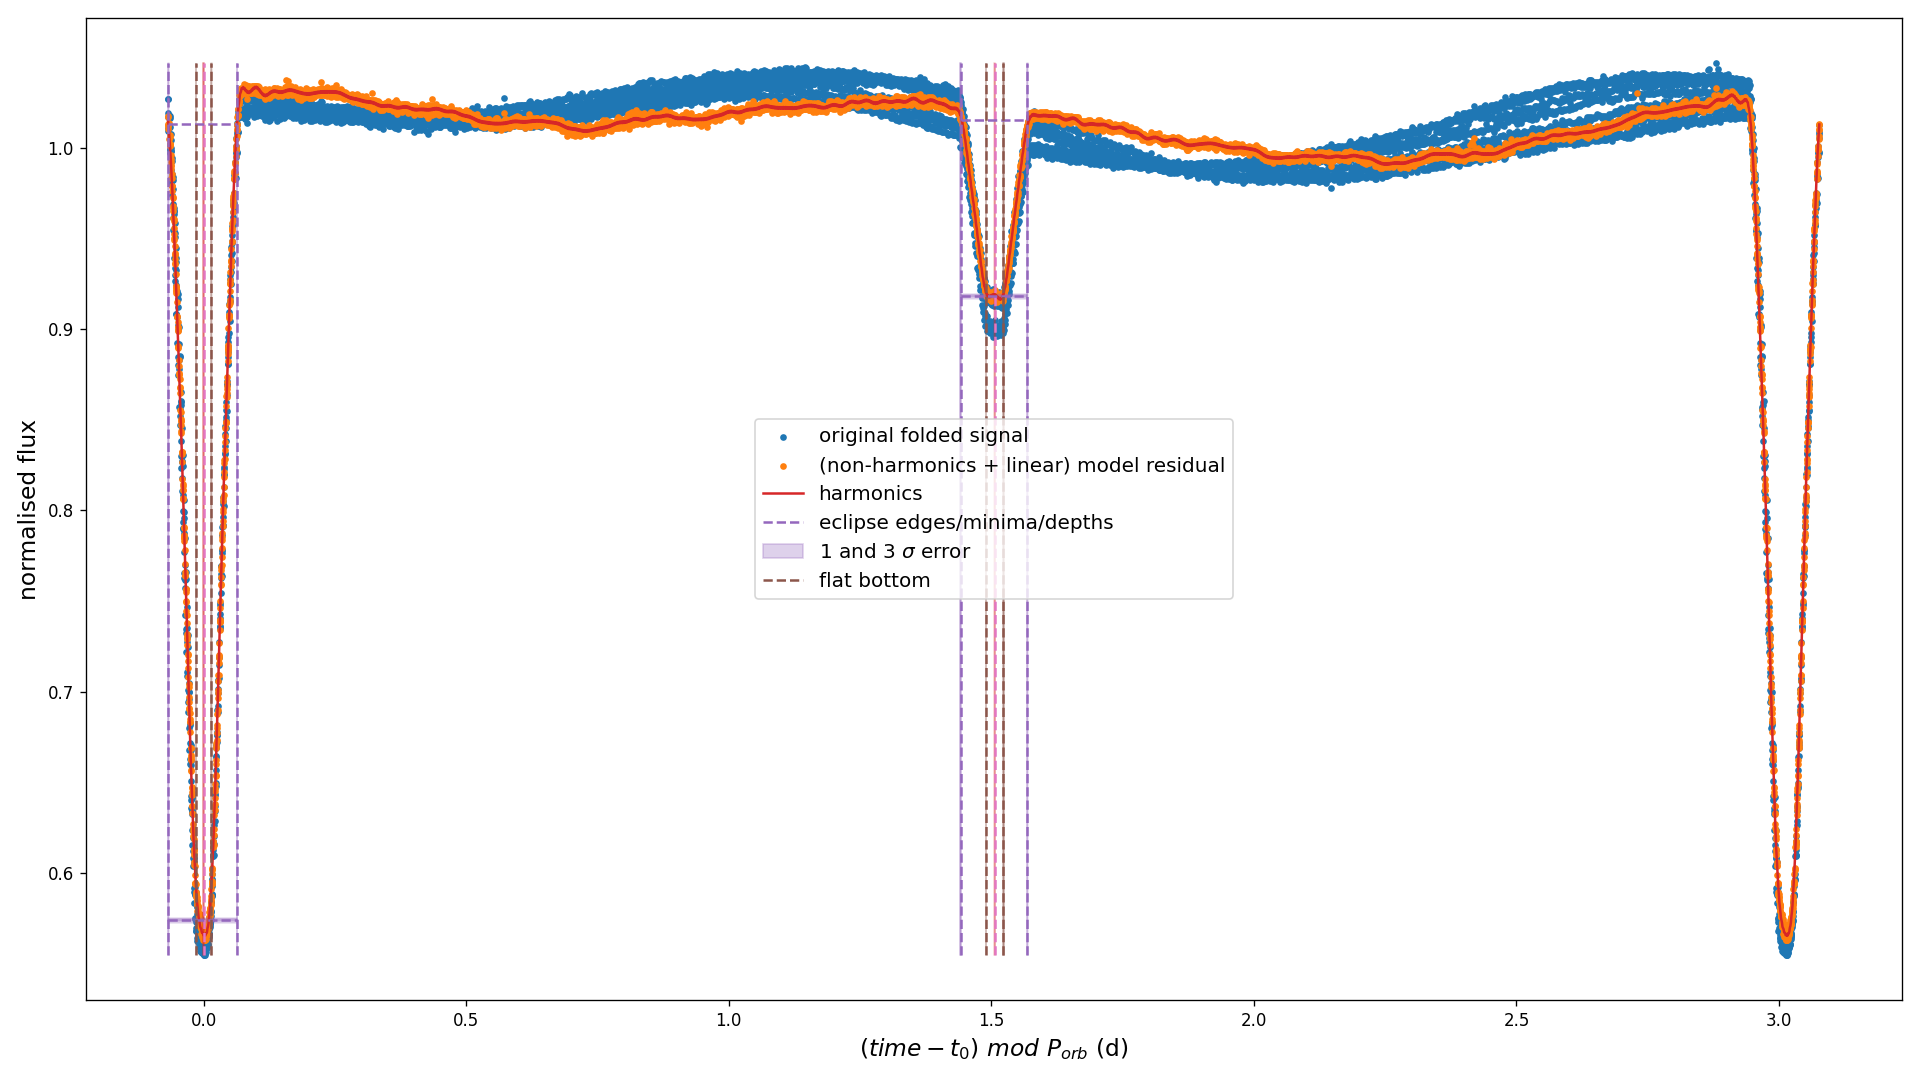 normalised flux
1.0
0.9
0.8
0.7
0.6
original folded signal
(non-harmonics + linear) model residual
harmonics
eclipse edges/minima/depths
1 and 3 σ error
flat bottom
0.0 0.5 1.0 1.5 2.0 2.5 3.0
(time − t₀) mod P_orb (d)